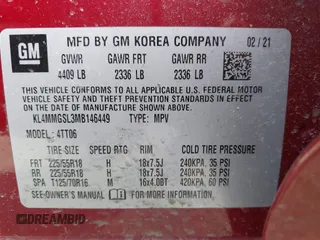 GM
MFD BY GM KOREA COMPANY 02/21
GVWR GAWR FRT GAWR RR
4409 LB 2336 LB 2336 LB
THIS VEHICLE CONFORMS TO ALL APPLICABLE U.S. FEDERAL MOTOR
VEHICLE SAFETY, BUMPER, AND THEFT PREVENTION STANDARDS
IN EFFECT ON THE DATE OF MANUFACTURE SHOWN ABOVE.
KL4MMGSL3MB146449 TYPE: MPV
MODEL: 4TT06
TIRE SIZE SPEED RTG RIM COLD TIRE PRESSURE
FRT 225/55R18 H 18x7.5J 240KPA, 35 PSI
RR 225/55R18 H 18x7.5J 240KPA, 35 PSI
SPA T125/70R16 M 16x4.0BT 420KPA, 60 PSI
SEE OWNER'S MANUAL FOR ADDITIONAL INFORMATION
DREAMBID